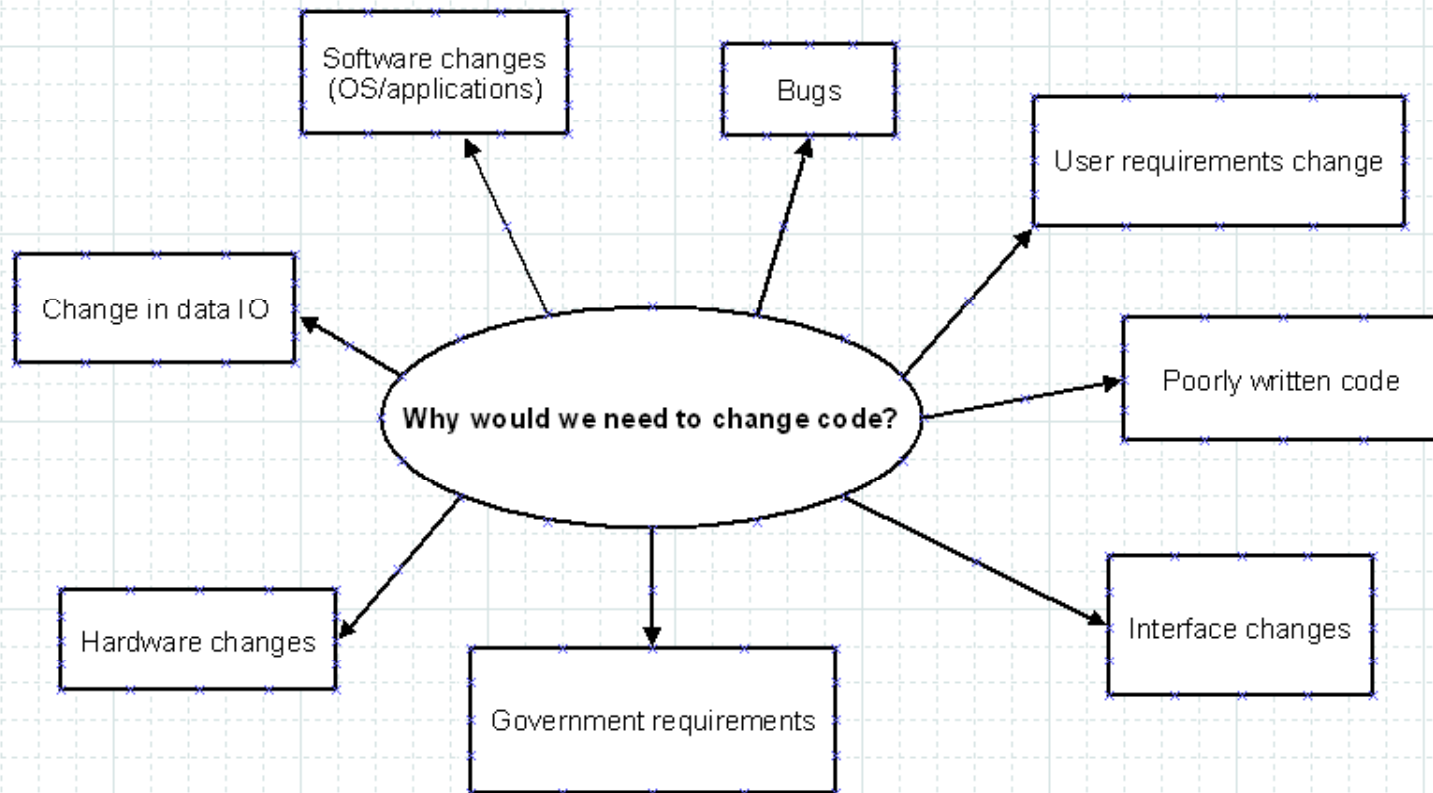 Software changes
(OS/applications)
Bugs
User requirements change
Change in data IO
Poorly written code
Why would we need to change code?
Hardware changes
Interface changes
Government requirements